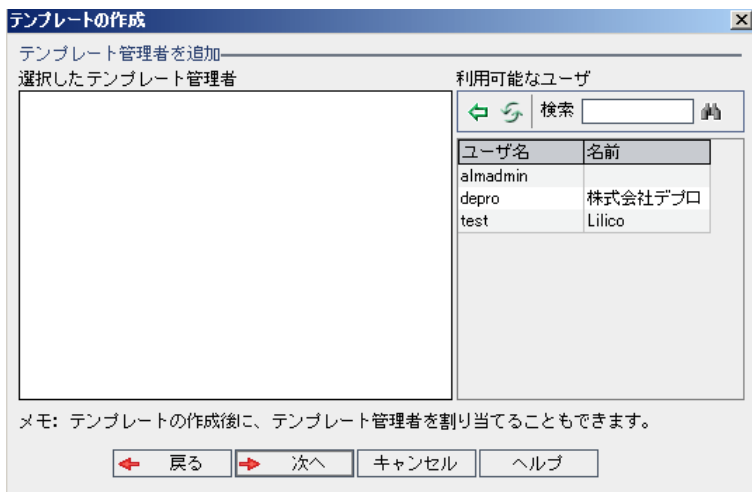 テンプレートの作成
テンプレート管理者を追加
選択したテンプレート管理者
利用可能なユーザ
検索
ユーザ名 名前
almadmin
depro 株式会社デプロ
test Lilico
メモ: テンプレートの作成後に、テンプレート管理者を割り当てることもできます。
戻る 次へ キャンセル ヘルプ